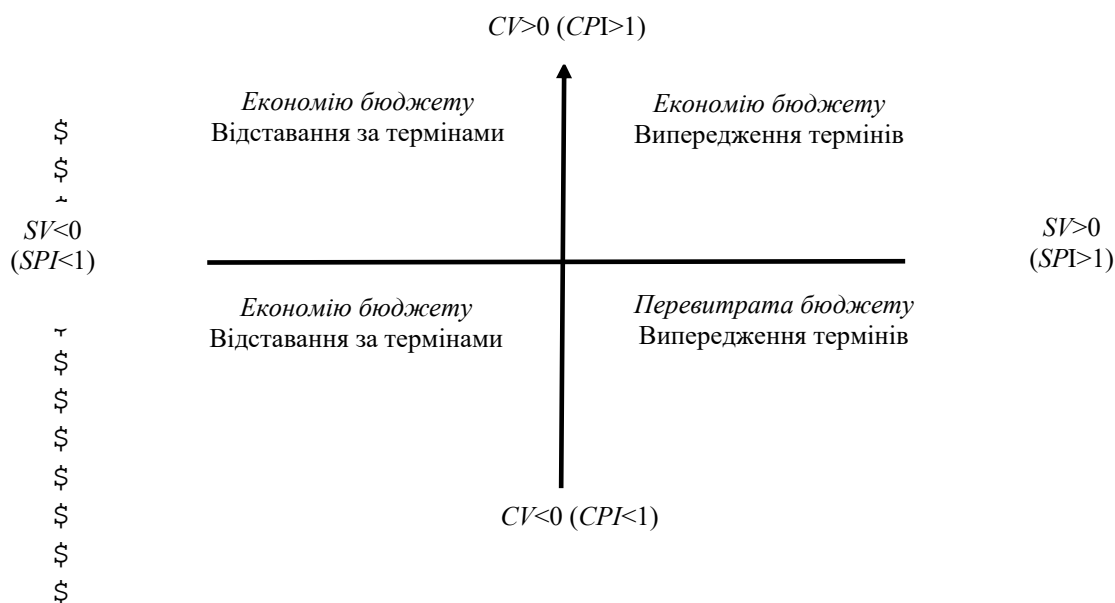 CV>0 (CPI>1)
Економію бюджету
Відставання за термінами
Економію бюджету
Випередження термінів
$
$
SV<0
(SPI<1)
SV>0
(SPI>1)
Економію бюджету
Відставання за термінами
Перевитрата бюджету
Випередження термінів
$
$
$
$
$
$
$
CV<0 (CPI<1)